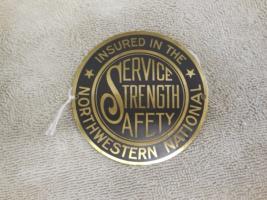 INSURED IN THE
SERVICE
STRENGTH
SAFETY
NORTHWESTERN NATIONAL